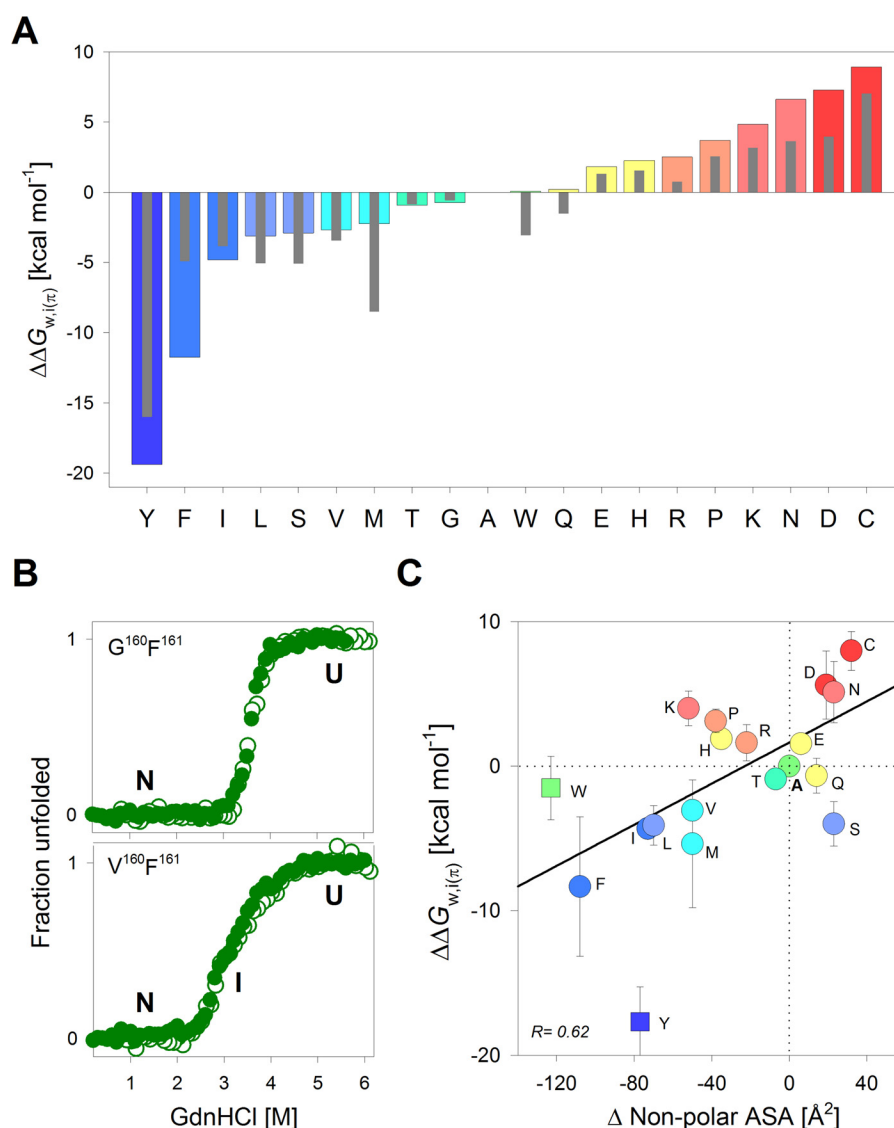 A
ΔΔG w,i(π) [kcal mol⁻¹]
10
5
0
-5
-10
-15
-20
Y F I L S V M T G A W Q E H R P K N D C
B
Fraction unfolded
G¹⁶⁰F¹⁶¹
1
U
N
0
V¹⁶⁰F¹⁶¹
1
U
I
N
0
1 2 3 4 5 6
GdnHCl [M]
C
ΔΔG w,i(π) [kcal mol⁻¹]
10
0
-10
-20
C
D
N
K
P
R
H
E
W
T
A
Q
V
I
L
M
S
F
Y
R= 0.62
-120 -80 -40 0 40
Δ Non-polar ASA [Å²]